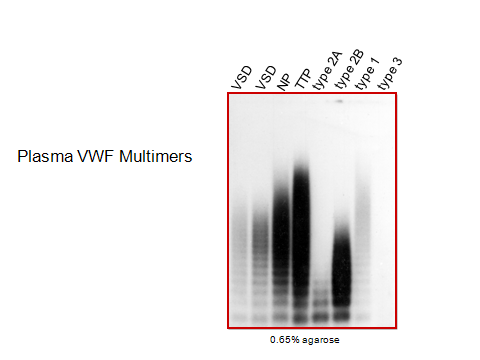 VSD
VSD
NP
TTP
type 2A
type 2B
type 1
type 3
Plasma VWF Multimers
0.65% agarose